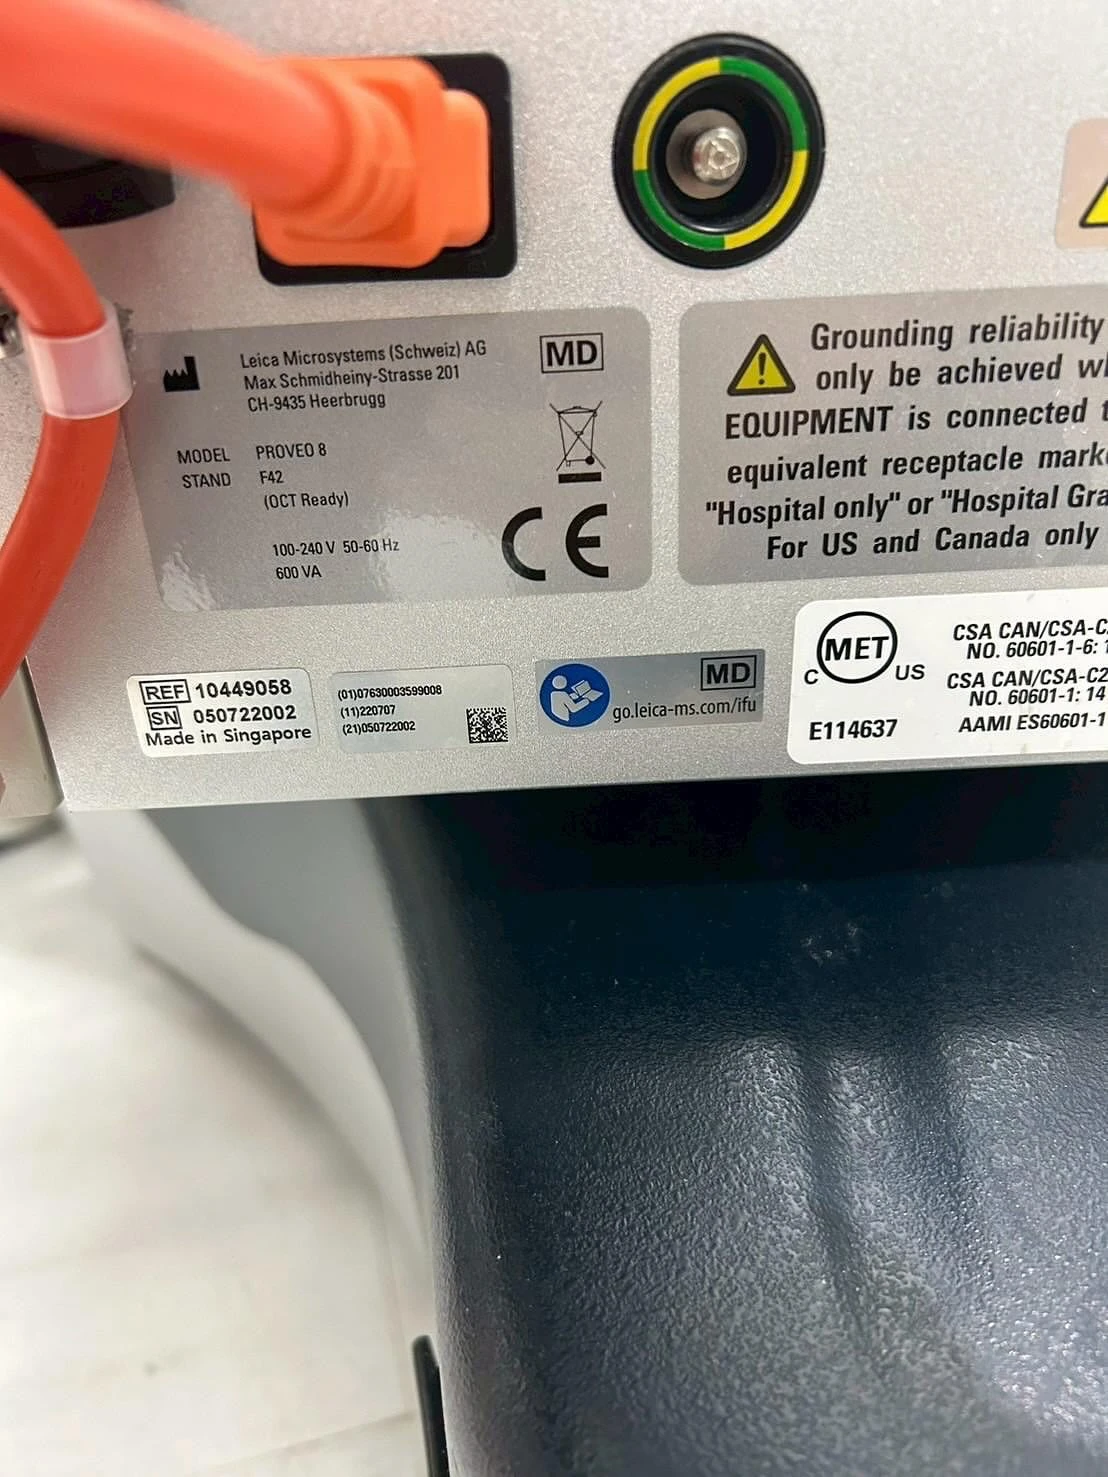 Leica Microsystems (Schweiz) AG
Max Schmidheiny-Strasse 201
CH-9435 Heerbrugg
MD
MODEL PROVEO 8
STAND F42
(OCT Ready)
100-240 V 50-60 Hz
600 VA
CE
Grounding reliability
only be achieved
EQUIPMENT is connected
equivalent receptacle
"Hospital only" or "Hospital
For US and Canada only
REF 10449058
SN 050722002
Made in Singapore
(01)07630003599008
(11)220707
(21)050722002
MD
go.leica-ms.com/ifu
C MET US
E114637
CSA CAN/CSA-C
NO. 60601-1-6:
CSA CAN/CSA-C2
NO. 60601-1: 14
AAMI ES60601-1